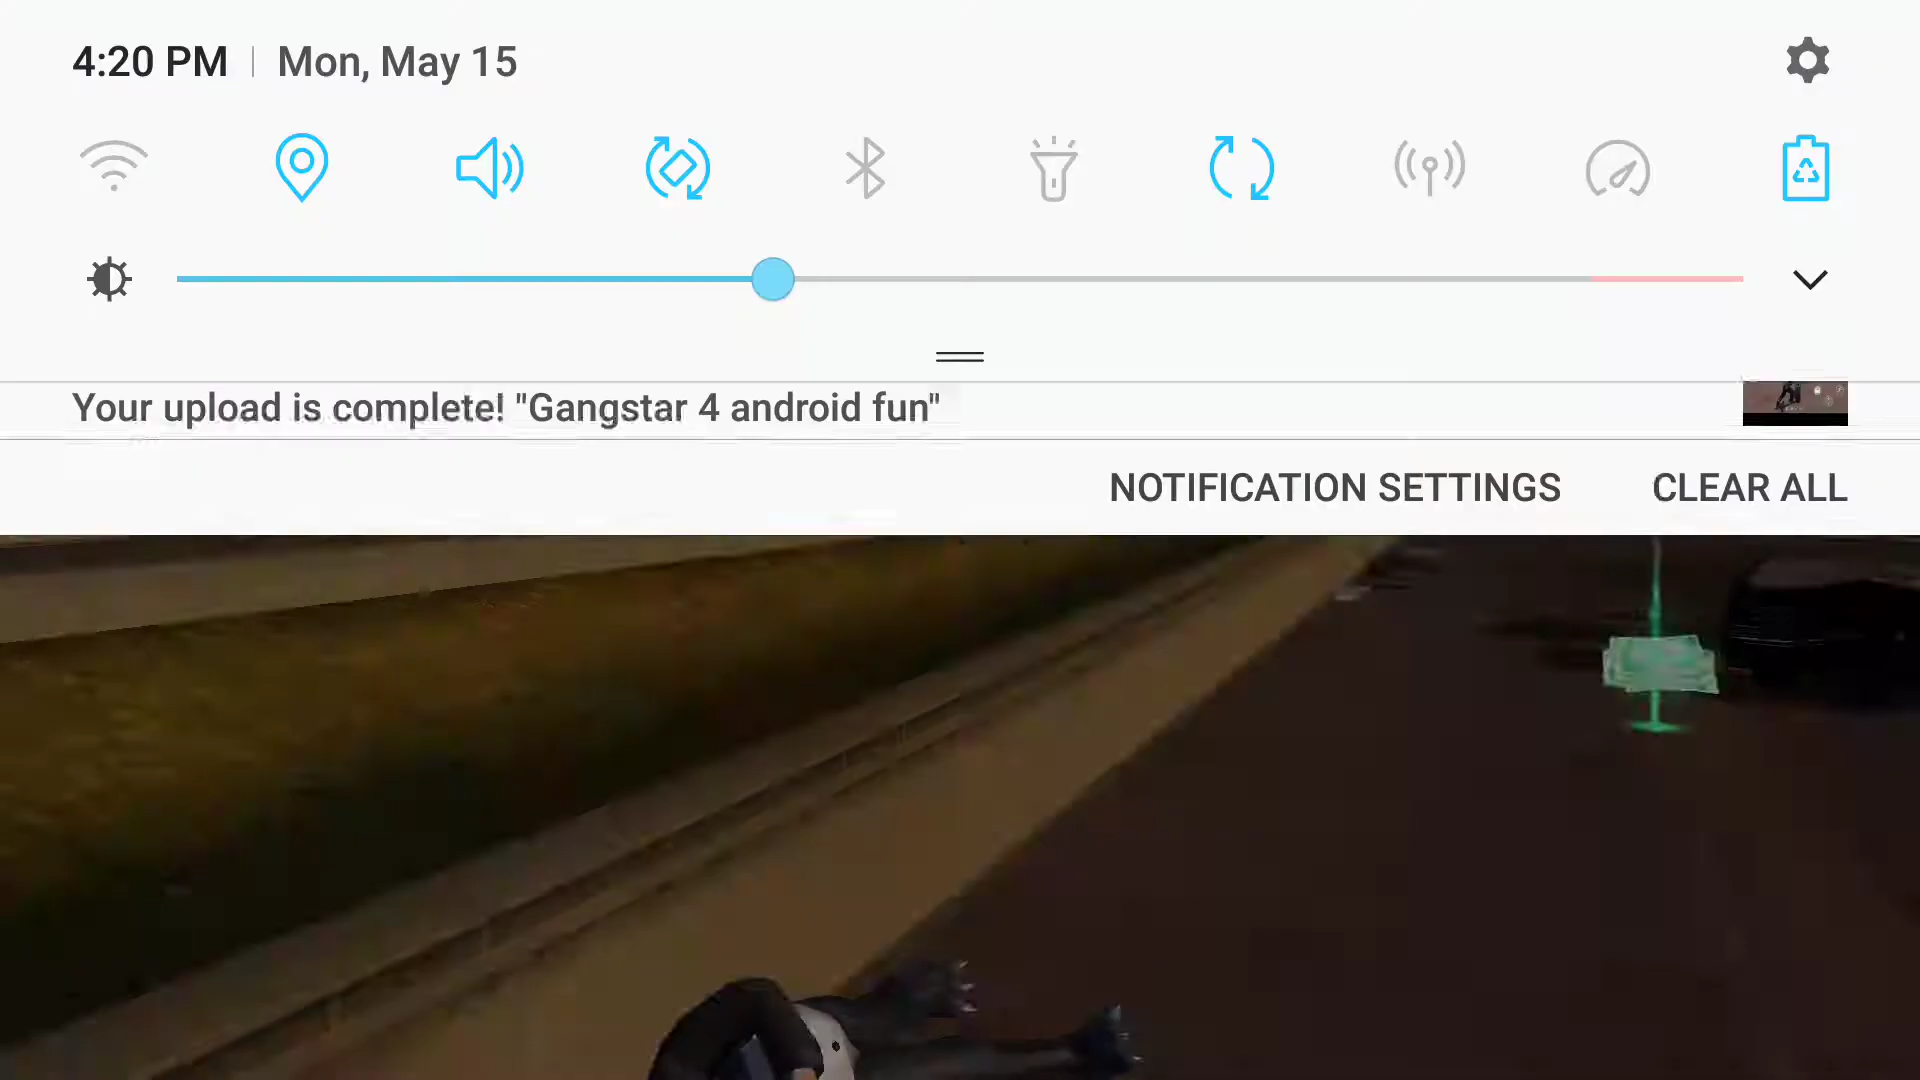 4:20 PM | Mon, May 15
Your upload is complete! "Gangstar 4 android fun"
NOTIFICATION SETTINGS CLEAR ALL